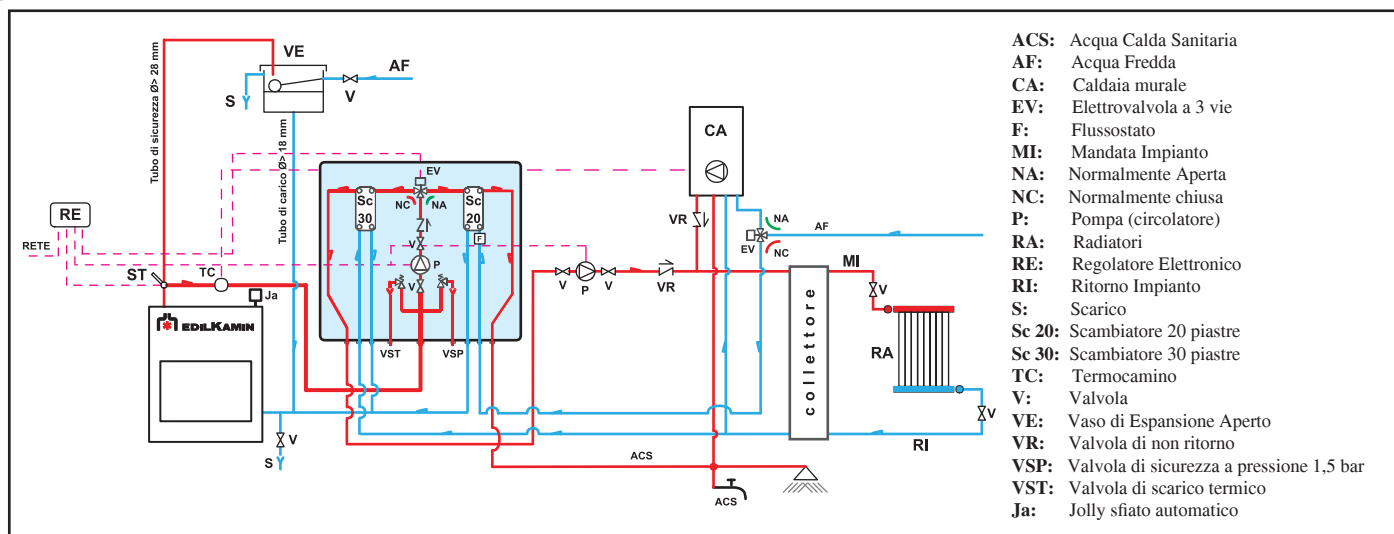 VE
AF
S
V
Tubo di sicurezza Ø> 28 mm
Tubo di carico Ø> 18 mm
RE
RETE
ST
TC
Ja
EDILKAMIN
V
S
EV
Sc
30
NC
NA
Sc
20
F
V
P
V
VST
VSP
CA
VR
NA
EV
NC
AF
V
P
V
VR
MI
V
collettore
RA
V
RI
ACS
ACS
ACS: Acqua Calda Sanitaria
AF: Acqua Fredda
CA: Caldaia murale
EV: Elettrovalvola a 3 vie
F: Flussostato
MI: Mandata Impianto
NA: Normalmente Aperta
NC: Normalmente chiusa
P: Pompa (circolatore)
RA: Radiatori
RE: Regolatore Elettronico
RI: Ritorno Impianto
S: Scarico
Sc 20: Scambiatore 20 piastre
Sc 30: Scambiatore 30 piastre
TC: Termocamino
V: Valvola
VE: Vaso di Espansione Aperto
VR: Valvola di non ritorno
VSP: Valvola di sicurezza a pressione 1,5 bar
VST: Valvola di scarico termico
Ja: Jolly sfiato automatico